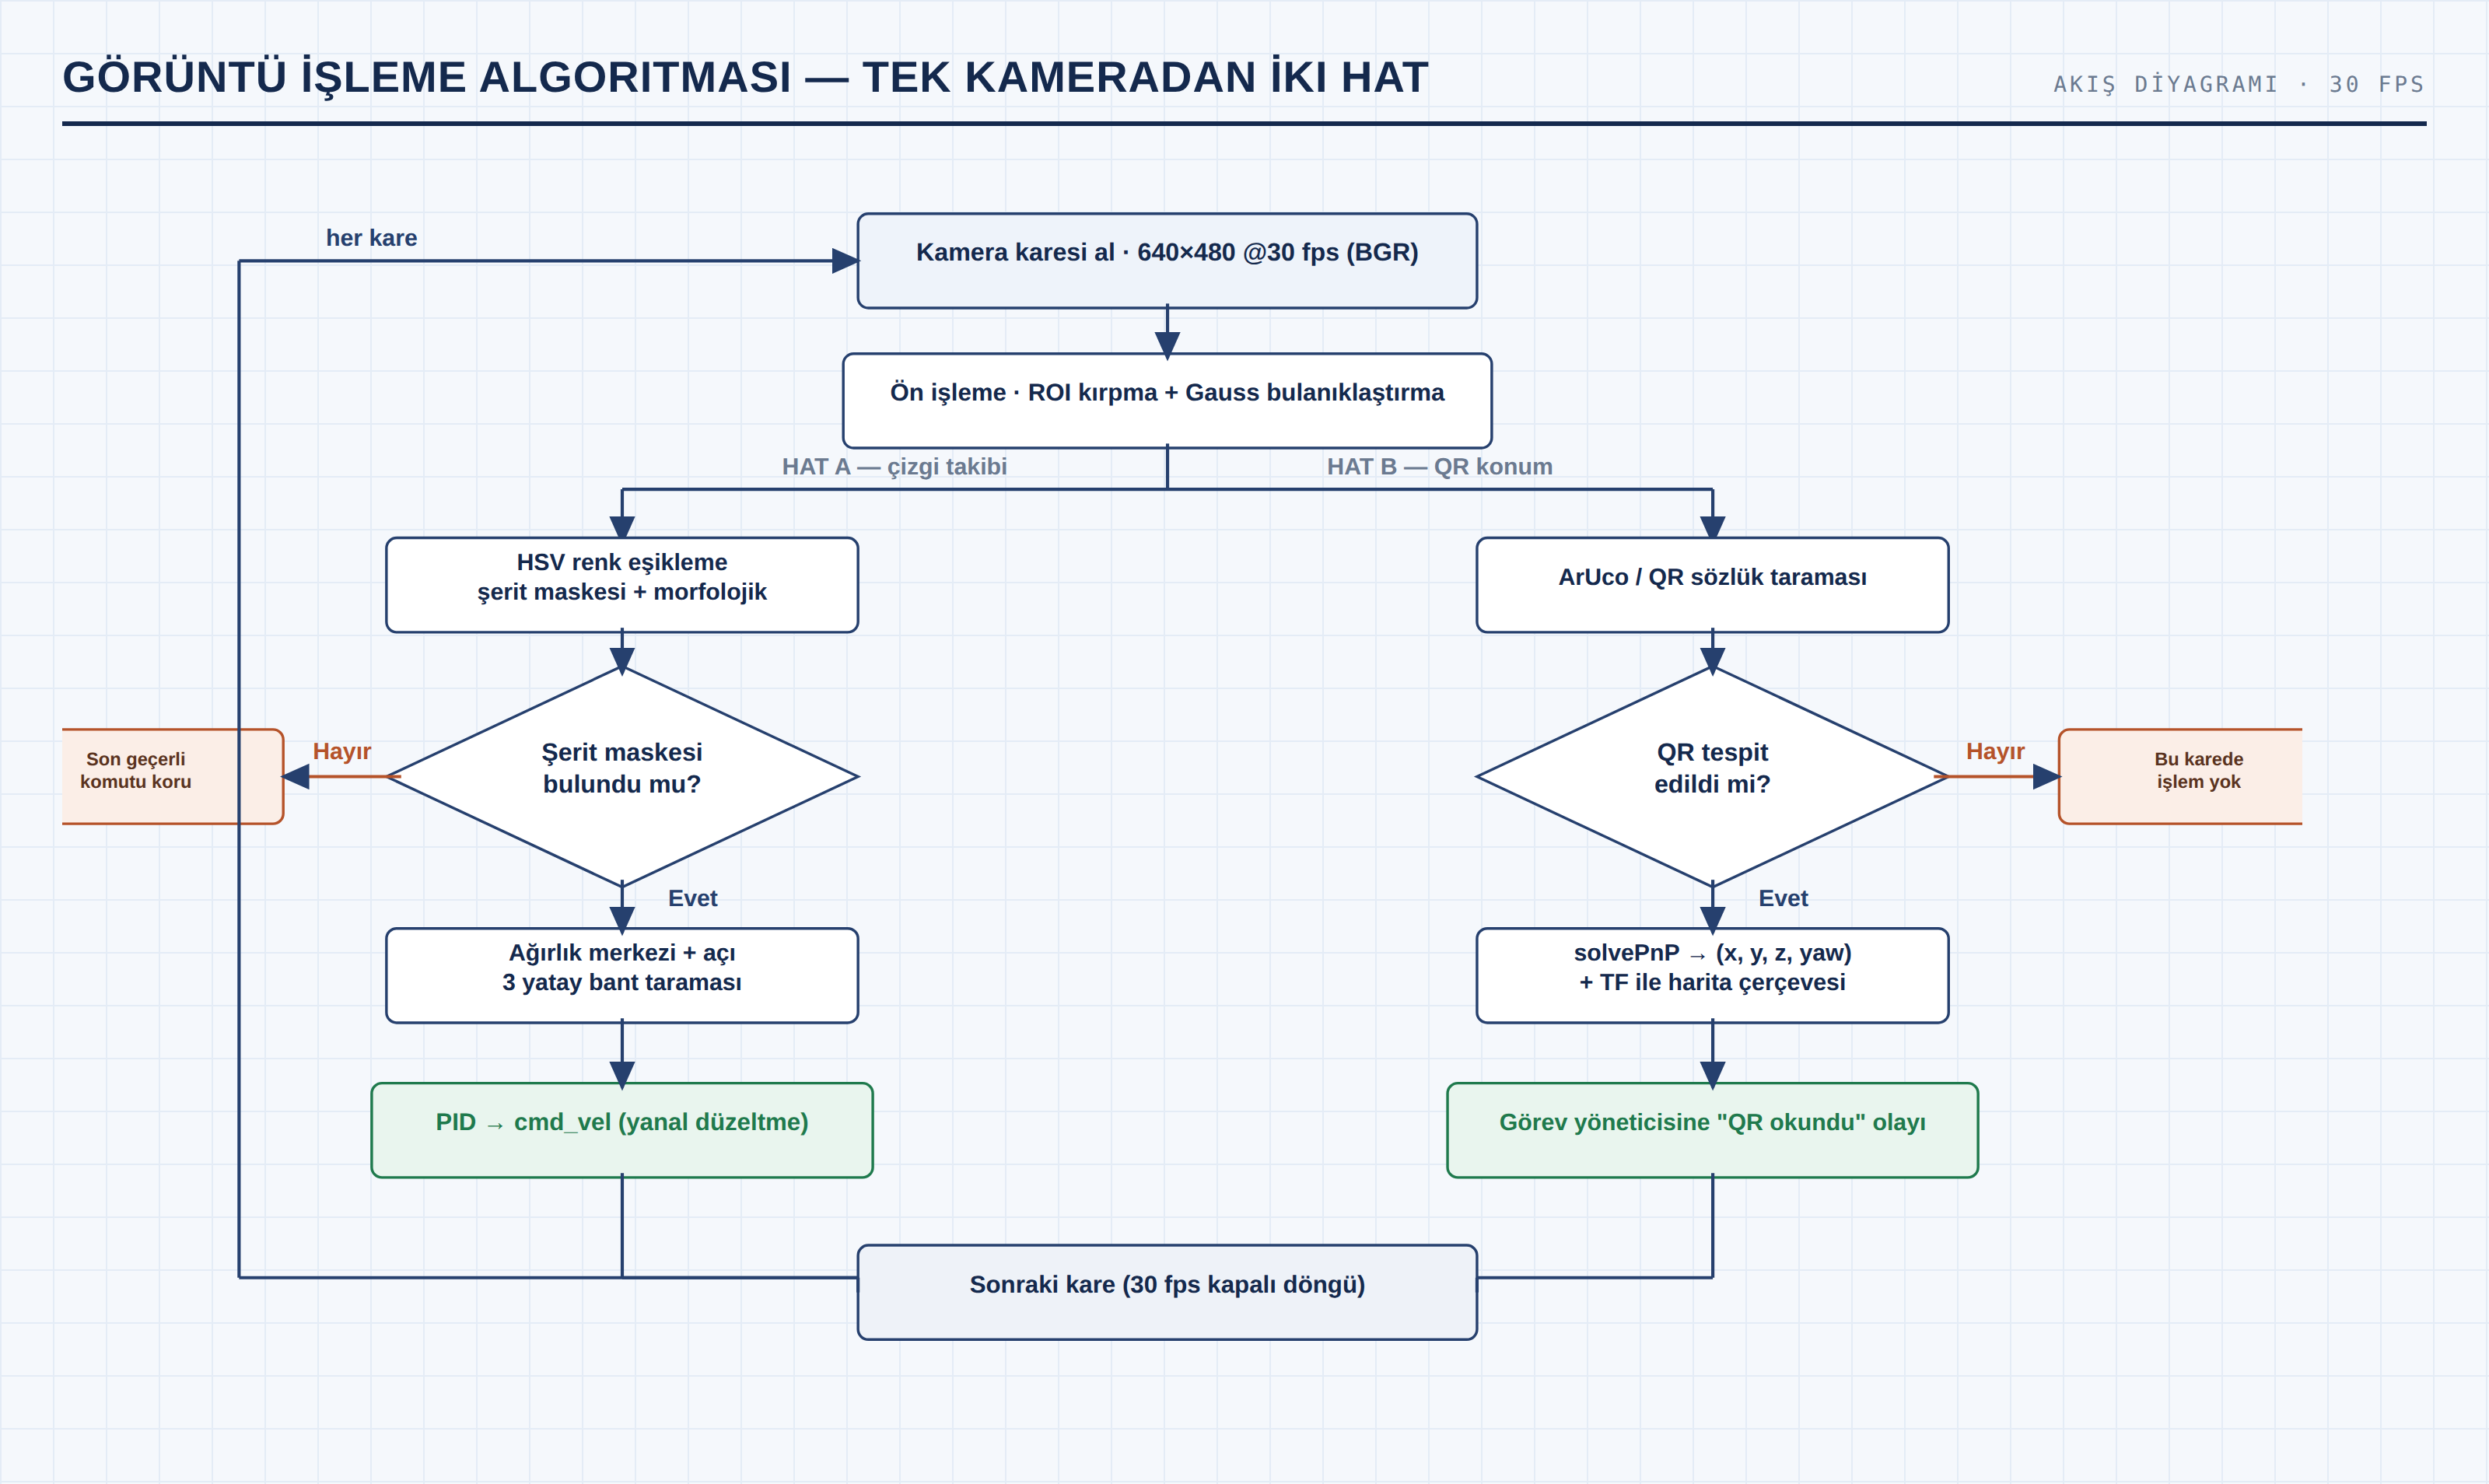 GÖRÜNTÜ İŞLEME ALGORITMASI — TEK KAMERADAN İKI HAT
AKIŞ DİYAGRAMI · 30 FPS
her kare
Kamera karesi al · 640×480 @30 fps (BGR)
Ön işleme · ROI kırpma + Gauss bulanıklaştırma
HAT A — çizgi takibi
HAT B — QR konum
HSV renk eşikleme
şerit maskesi + morfolojik
ArUco / QR sözlük taraması
Son geçerli
komutu koru
Hayır
Şerit maskesi
bulundu mu?
QR tespit
edildi mi?
Hayır
Bu karede
işlem yok
Evet
Evet
Ağırlık merkezi + açı
3 yatay bant taraması
solvePnP → (x, y, z, yaw)
+ TF ile harita çerçevesi
PID → cmd_vel (yanal düzeltme)
Görev yöneticisine "QR okundu" olayı
Sonraki kare (30 fps kapalı döngü)